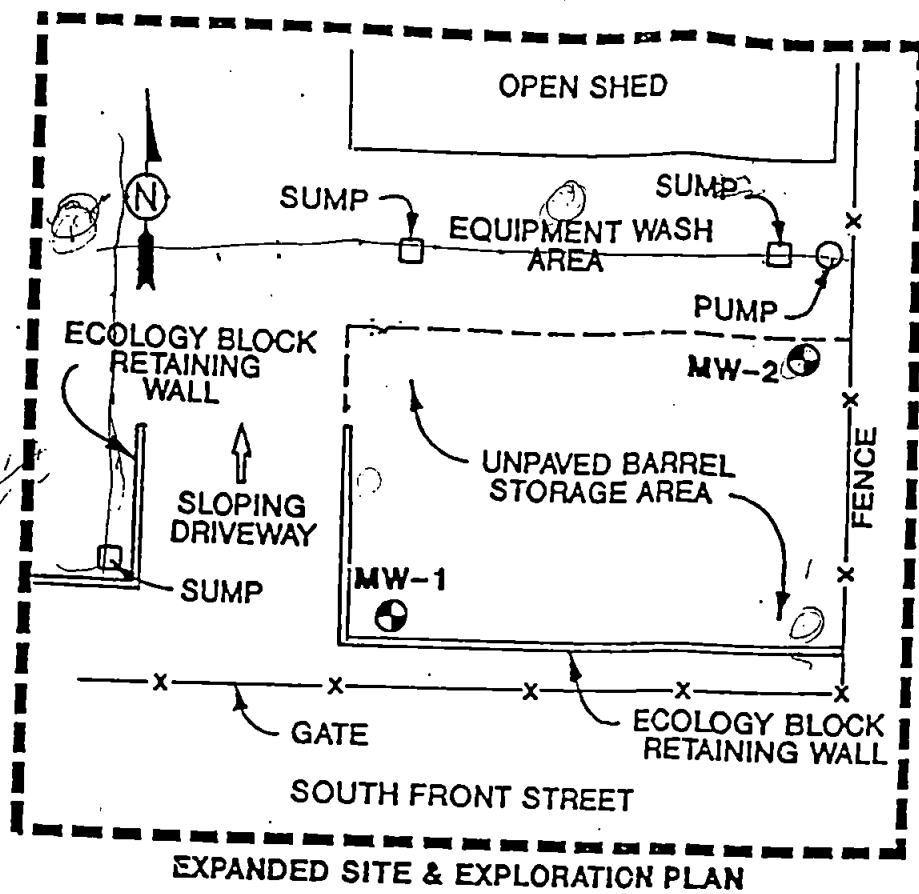 OPEN SHED
N
SUMP
SUMP
EQUIPMENT WASH
AREA
PUMP
ECOLOGY BLOCK
RETAINING
WALL
MW-2
UNPAVED BARREL
STORAGE AREA
FENCE
SLOPING
DRIVEWAY
SUMP
MW-1
GATE
ECOLOGY BLOCK
RETAINING WALL
SOUTH FRONT STREET
EXPANDED SITE & EXPLORATION PLAN